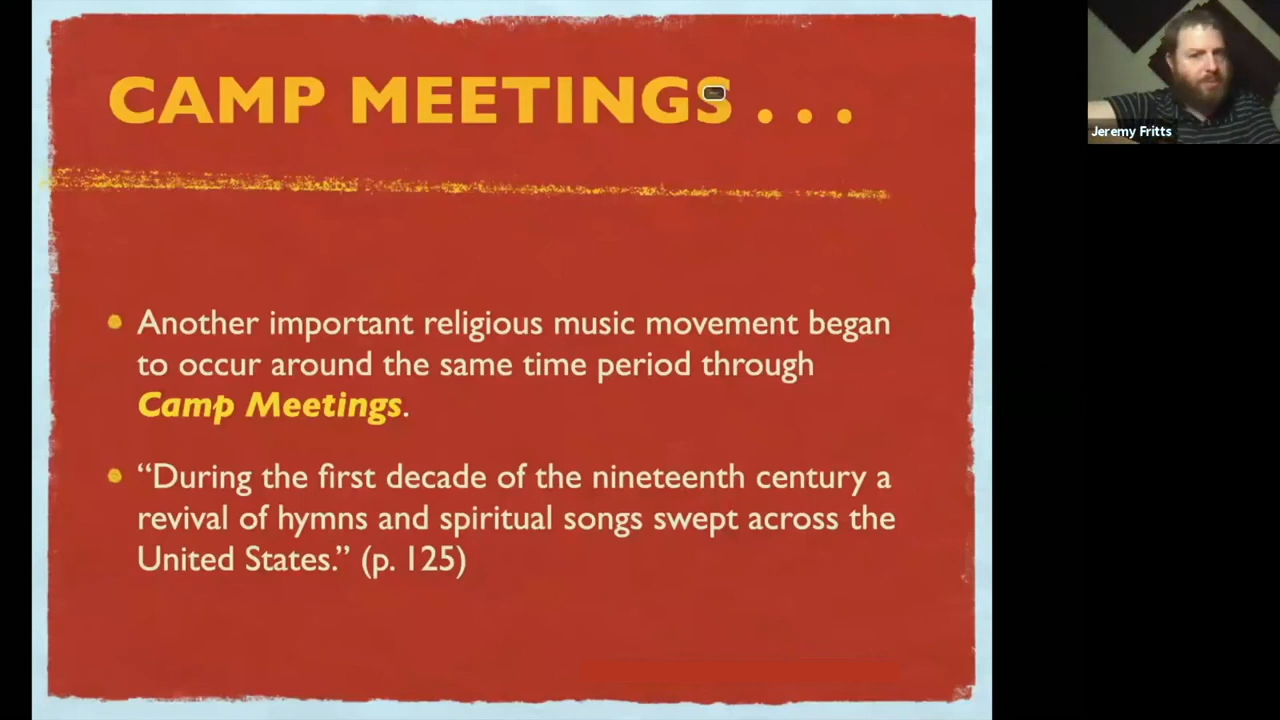 CAMP MEETINGS . . .
Jeremy Fritts
• Another important religious music movement began
to occur around the same time period through
Camp Meetings.
• “During the first decade of the nineteenth century a
revival of hymns and spiritual songs swept across the
United States.” (p. 125)